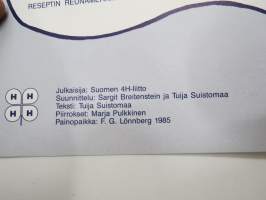 RESEPTIN
H H
H H
Julkaisija: Suomen 4H-liitto
Suunnittelu: Sargit Breitenstein ja Tuija Suistomaa
Teksti: Tuija Suistomaa
Piirrokset: Marja Pulkkinen
Painopaikka: F. G. Lönnberg 1985